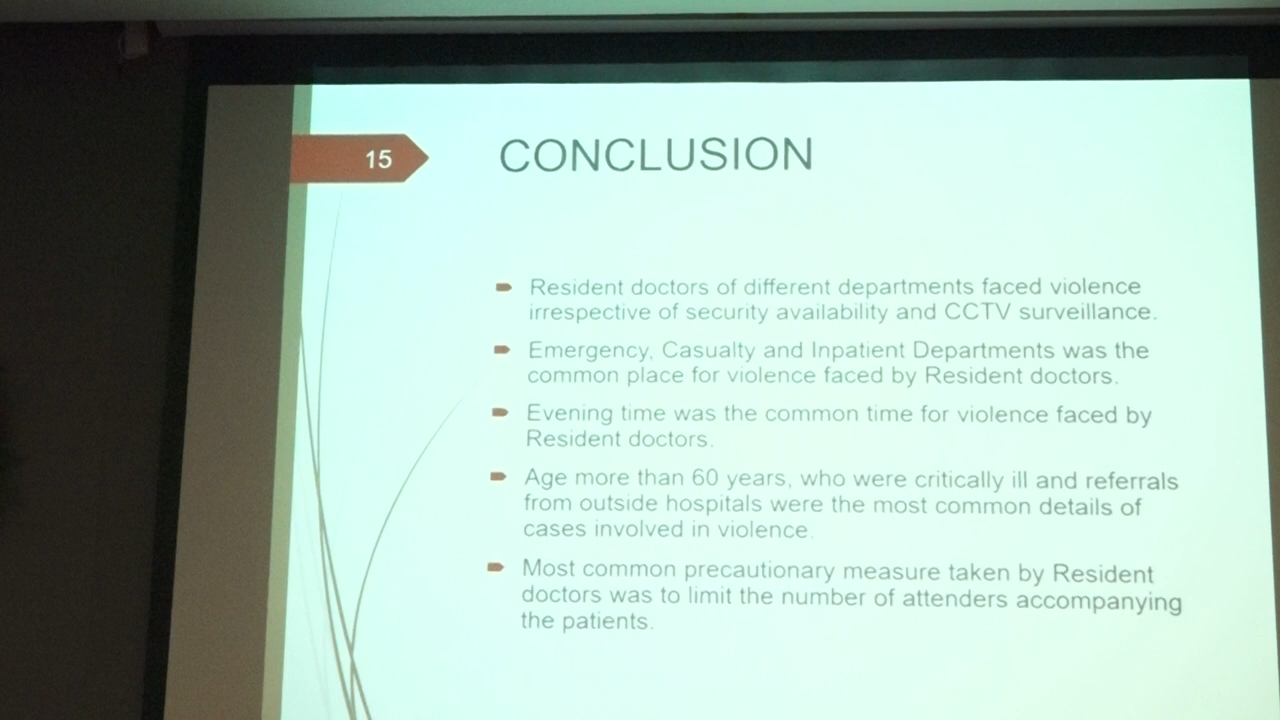 15
CONCLUSION
Resident doctors of different departments faced violence
irrespective of security availability and CCTV surveillance.
Emergency, Casualty and Inpatient Departments was the
common place for violence faced by Resident doctors.
Evening time was the common time for violence faced by
Resident doctors.
Age more than 60 years, who were critically ill and referrals
from outside hospitals were the most common details of
cases involved in violence.
Most common precautionary measure taken by Resident
doctors was to limit the number of attenders accompanying
the patients.